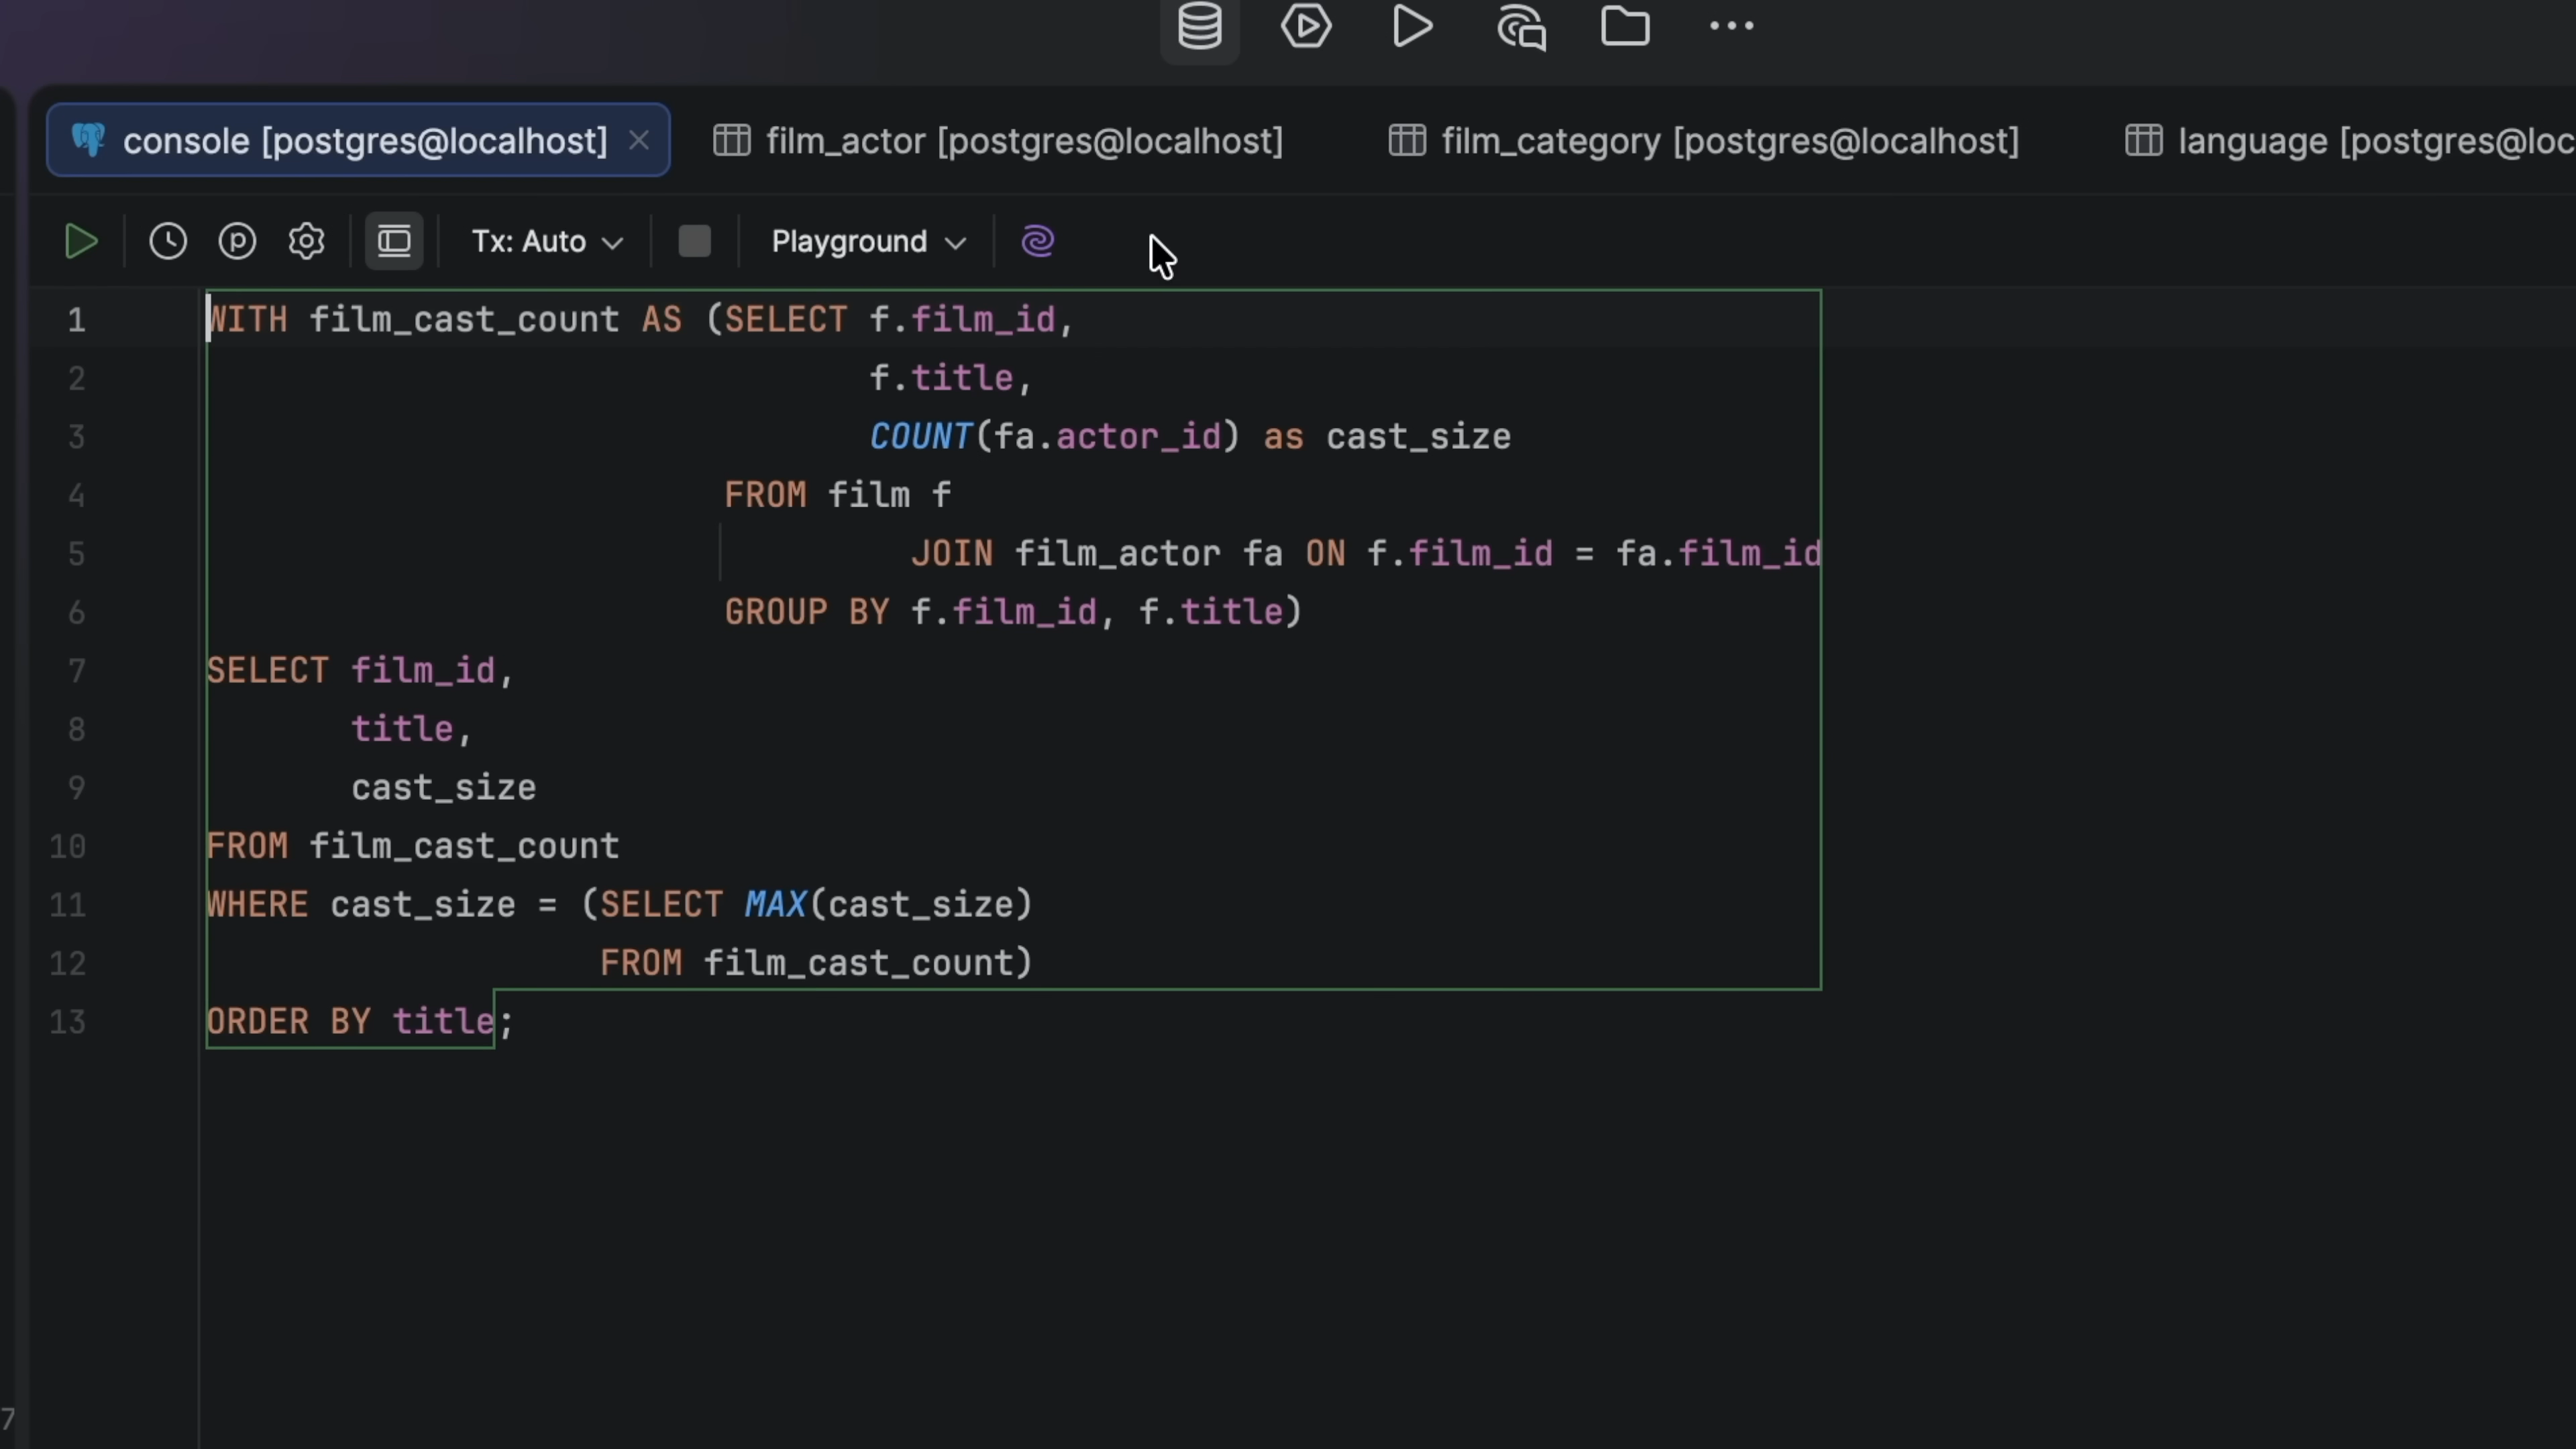 console [postgres@localhost]
film_actor [postgres@localhost]
film_category [postgres@localhost]
language [postgres@loc
Tx: Auto
Playground
1 WITH film_cast_count AS (SELECT f.film_id,
2 f.title,
3 COUNT(fa.actor_id) as cast_size
4 FROM film f
5 JOIN film_actor fa ON f.film_id = fa.film_id
6 GROUP BY f.film_id, f.title)
7 SELECT film_id,
8 title,
9 cast_size
10 FROM film_cast_count
11 WHERE cast_size = (SELECT MAX(cast_size)
12 FROM film_cast_count)
13 ORDER BY title;
7